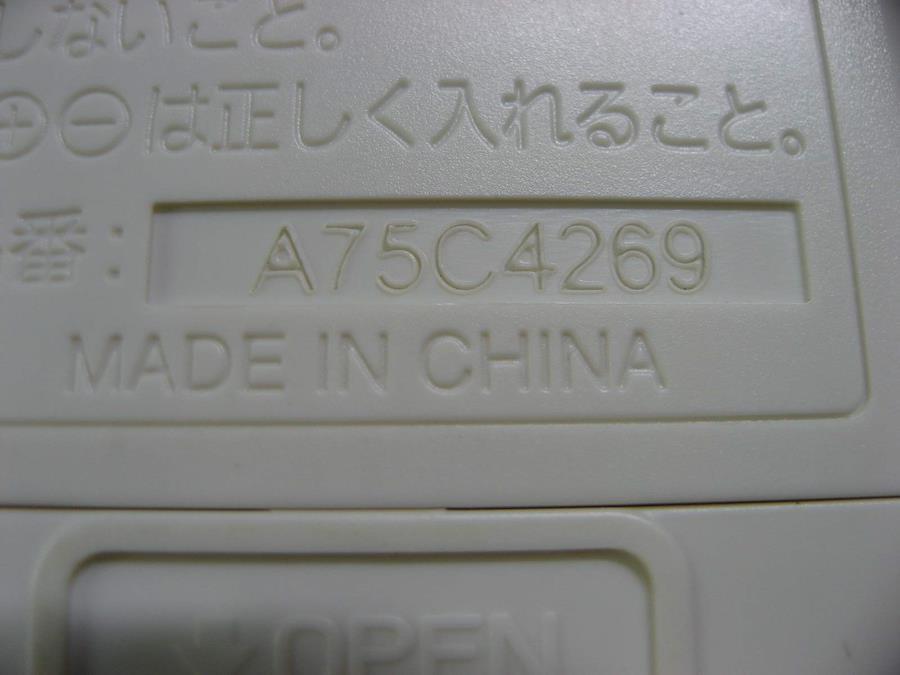 しないこと。
⊕⊖は正しく入れること。
番: A75C4269
MADE IN CHINA
OPEN